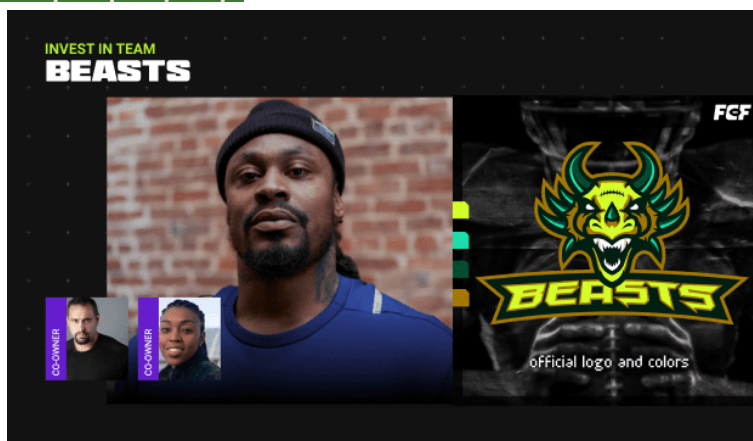 INVEST IN TEAM
BEASTS
FCF
BEASTS
official logo and colors
CO-OWNER
CO-OWNER